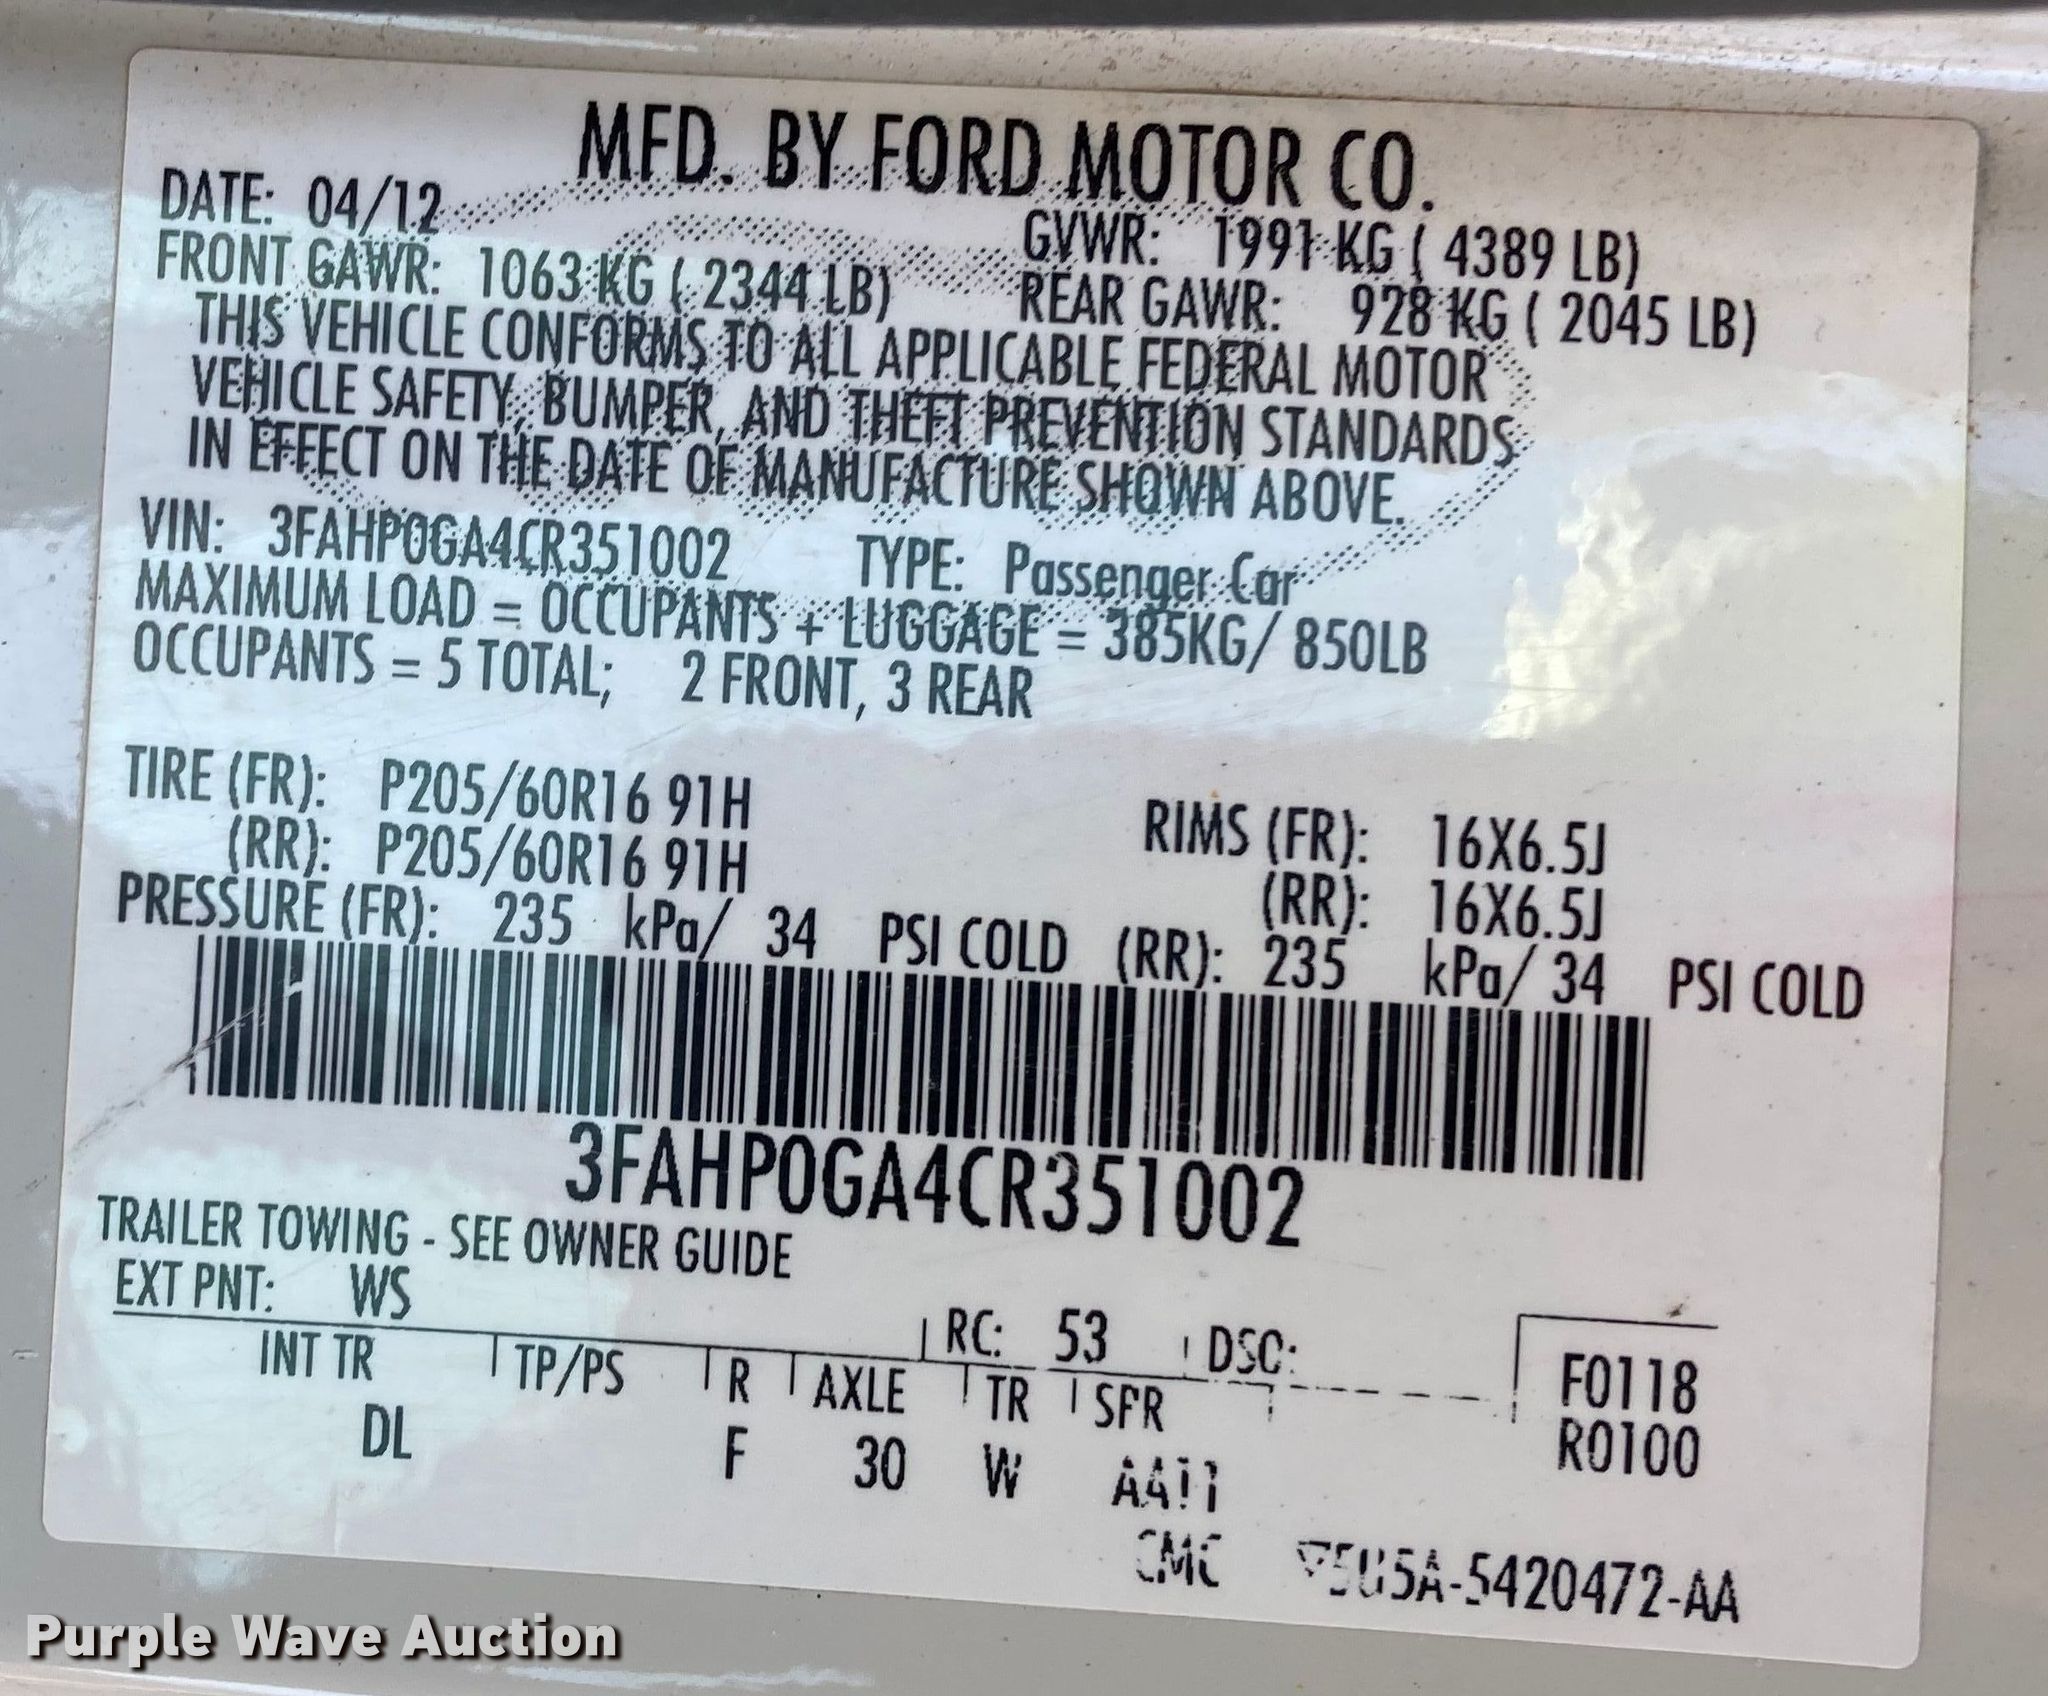 MFD. BY FORD MOTOR CO.
DATE: 04/12 GVWR: 1991 KG ( 4389 LB)
FRONT GAWR: 1063 KG ( 2344 LB) REAR GAWR: 928 KG ( 2045 LB)
THIS VEHICLE CONFORMS TO ALL APPLICABLE FEDERAL MOTOR
VEHICLE SAFETY, BUMPER, AND THEFT PREVENTION STANDARDS
IN EFFECT ON THE DATE OF MANUFACTURE SHOWN ABOVE.
VIN: 3FAHP0GA4CR351002 TYPE: Passenger Car
MAXIMUM LOAD = OCCUPANTS + LUGGAGE = 385KG/ 850LB
OCCUPANTS = 5 TOTAL; 2 FRONT, 3 REAR
TIRE (FR): P205/60R16 91H RIMS (FR): 16X6.5J
(RR): P205/60R16 91H (RR): 16X6.5J
PRESSURE (FR): 235 kPa/ 34 PSI COLD (RR): 235 kPa/ 34 PSI COLD
3FAHP0GA4CR351002
TRAILER TOWING - SEE OWNER GUIDE
EXT PNT: WS RC: 53 DSO:
INT TR TP/PS R AXLE TR SPR F0118
DL F 30 W AA11 R0100
5U5A-5420472-AA
Purple Wave Auction